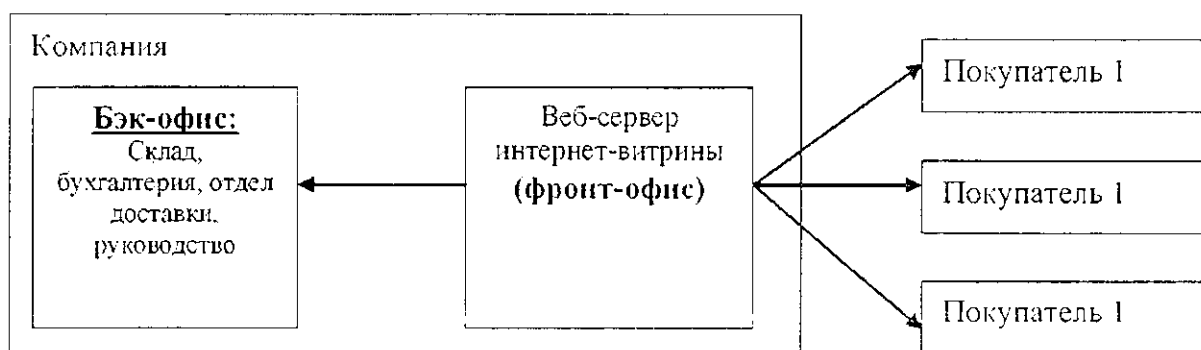 Компания
Бэк-офис:
Склад,
бухгалтерия, отдел
доставки,
руководство
Веб-сервер
интернет-витрины
(фронт-офис)
Покупатель 1
Покупатель 1
Покупатель 1